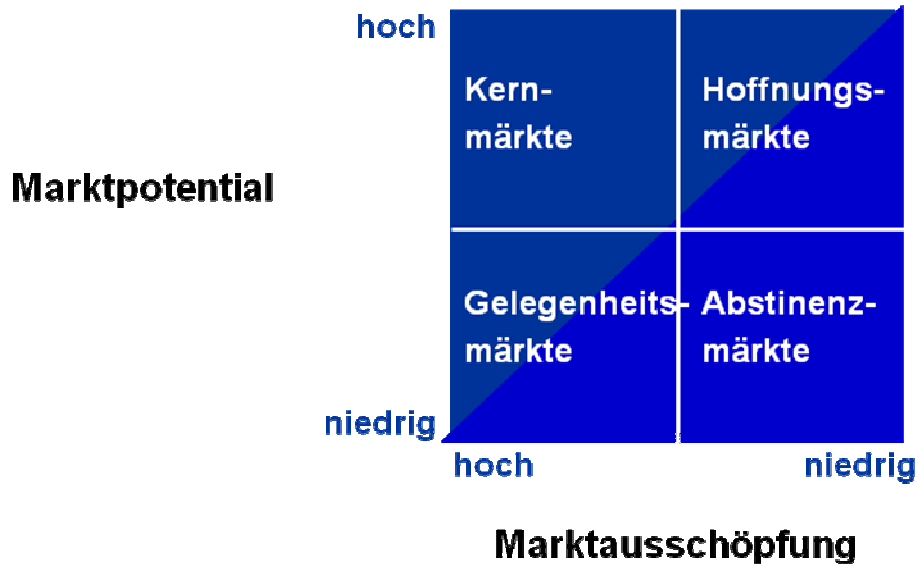 hoch
Kern-
märkte
Hoffnungs-
märkte
Marktpotential
Gelegenheits-
märkte
Abstinenz-
märkte
niedrig
hoch
niedrig
Marktausschöpfung